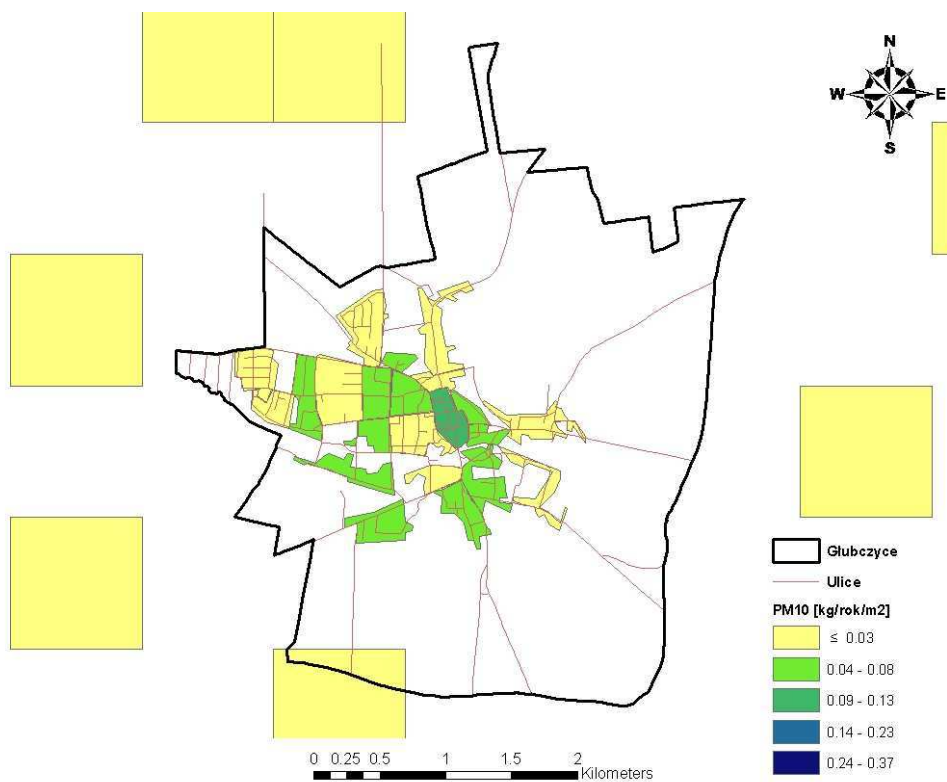 N
W E
S
Głubczyce
Ulice
PM10 [kg/rok/m2]
≤ 0.03
0.04 - 0.08
0.09 - 0.13
0.14 - 0.23
0.24 - 0.37
0 0.25 0.5 1 1.5 2
Kilometers